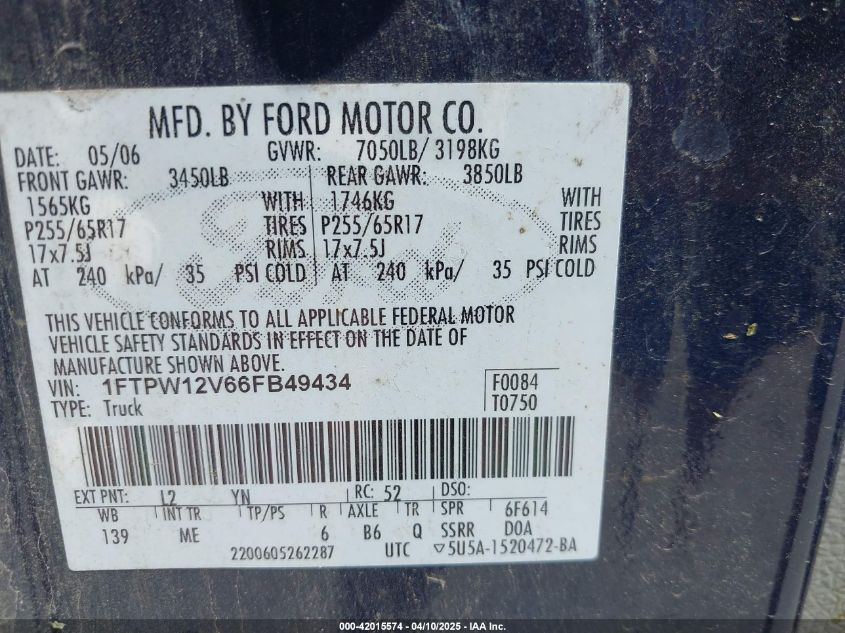 MFD. BY FORD MOTOR CO.
DATE: 05/06 GVWR: 7050LB/ 3198KG
FRONT GAWR: 3450LB REAR GAWR: 3850LB
1565KG WITH 1746KG WITH
P255/65R17 TIRES P255/65R17 TIRES
17x7.5J RIMS 17x7.5J RIMS
AT 240 kPa/ 35 PSI COLD AT 240 kPa/ 35 PSI COLD
THIS VEHICLE CONFORMS TO ALL APPLICABLE FEDERAL MOTOR
VEHICLE SAFETY STANDARDS IN EFFECT ON THE DATE OF
MANUFACTURE SHOWN ABOVE.
VIN: 1FTPW12V66FB49434 F0084
TYPE: Truck T0750
EXT PNT: L2 YN RC: 52 DSO:
WB INT TR TP/PS R AXLE TR SPR 6F614
139 ME 6 B6 Q SSRR DOA
2200605262287 UTC ▽5U5A-1520472-BA
000-42015574 - 04/10/2025 - IAA Inc.